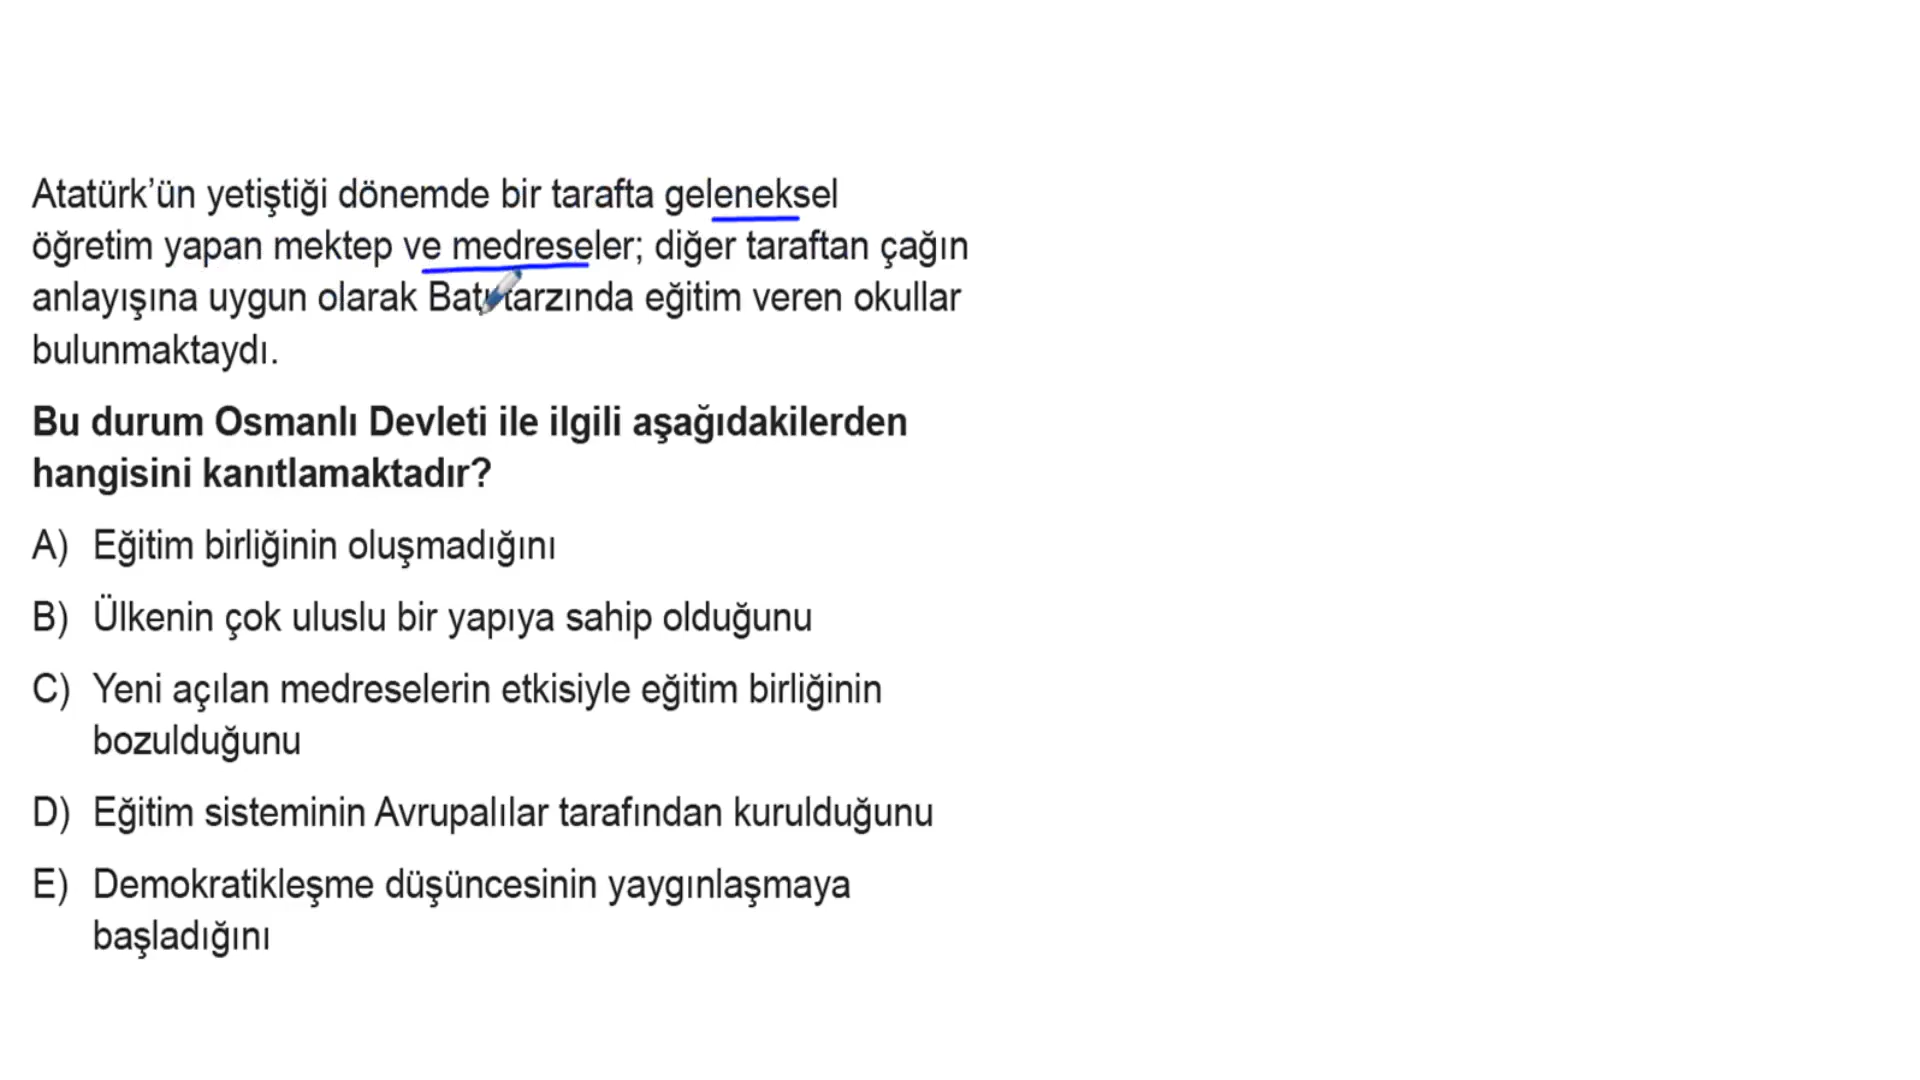 Atatürk’ün yetiştiği dönemde bir tarafta geleneksel
öğretim yapan mektep ve medreseler; diğer taraftan çağın
anlayışına uygun olarak Batı tarzında eğitim veren okullar
bulunmaktaydı.
Bu durum Osmanlı Devleti ile ilgili aşağıdakilerden
hangisini kanıtlamaktadır?
A) Eğitim birliğinin oluşmadığını
B) Ülkenin çok uluslu bir yapıya sahip olduğunu
C) Yeni açılan medreselerin etkisiyle eğitim birliğinin
bozulduğunu
D) Eğitim sisteminin Avrupalılar tarafından kurulduğunu
E) Demokratikleşme düşüncesinin yaygınlaşmaya
başladığını